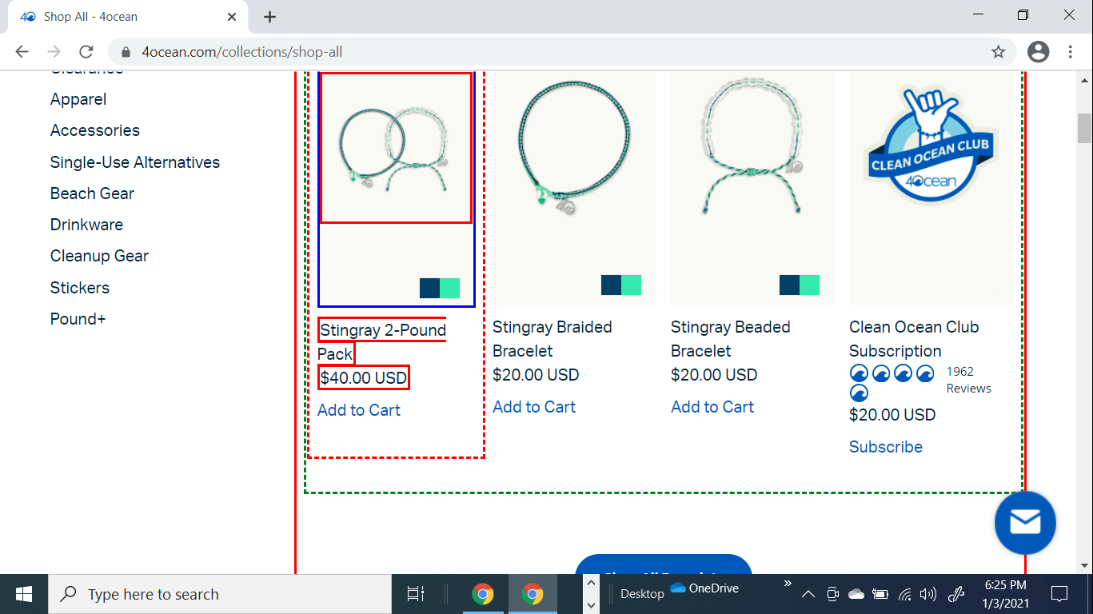 Shop All - 4ocean
4ocean.com/collections/shop-all
Clearance
Apparel
Accessories
Single-Use Alternatives
Beach Gear
Drinkware
Cleanup Gear
Stickers
Pound+
Stingray 2-Pound
Pack
$40.00 USD
Add to Cart
Stingray Braided
Bracelet
$20.00 USD
Add to Cart
Stingray Beaded
Bracelet
$20.00 USD
Add to Cart
CLEAN OCEAN CLUB
4ocean
Clean Ocean Club
Subscription
1962
Reviews
$20.00 USD
Subscribe
Type here to search
Desktop
OneDrive
6:25 PM
1/3/2021